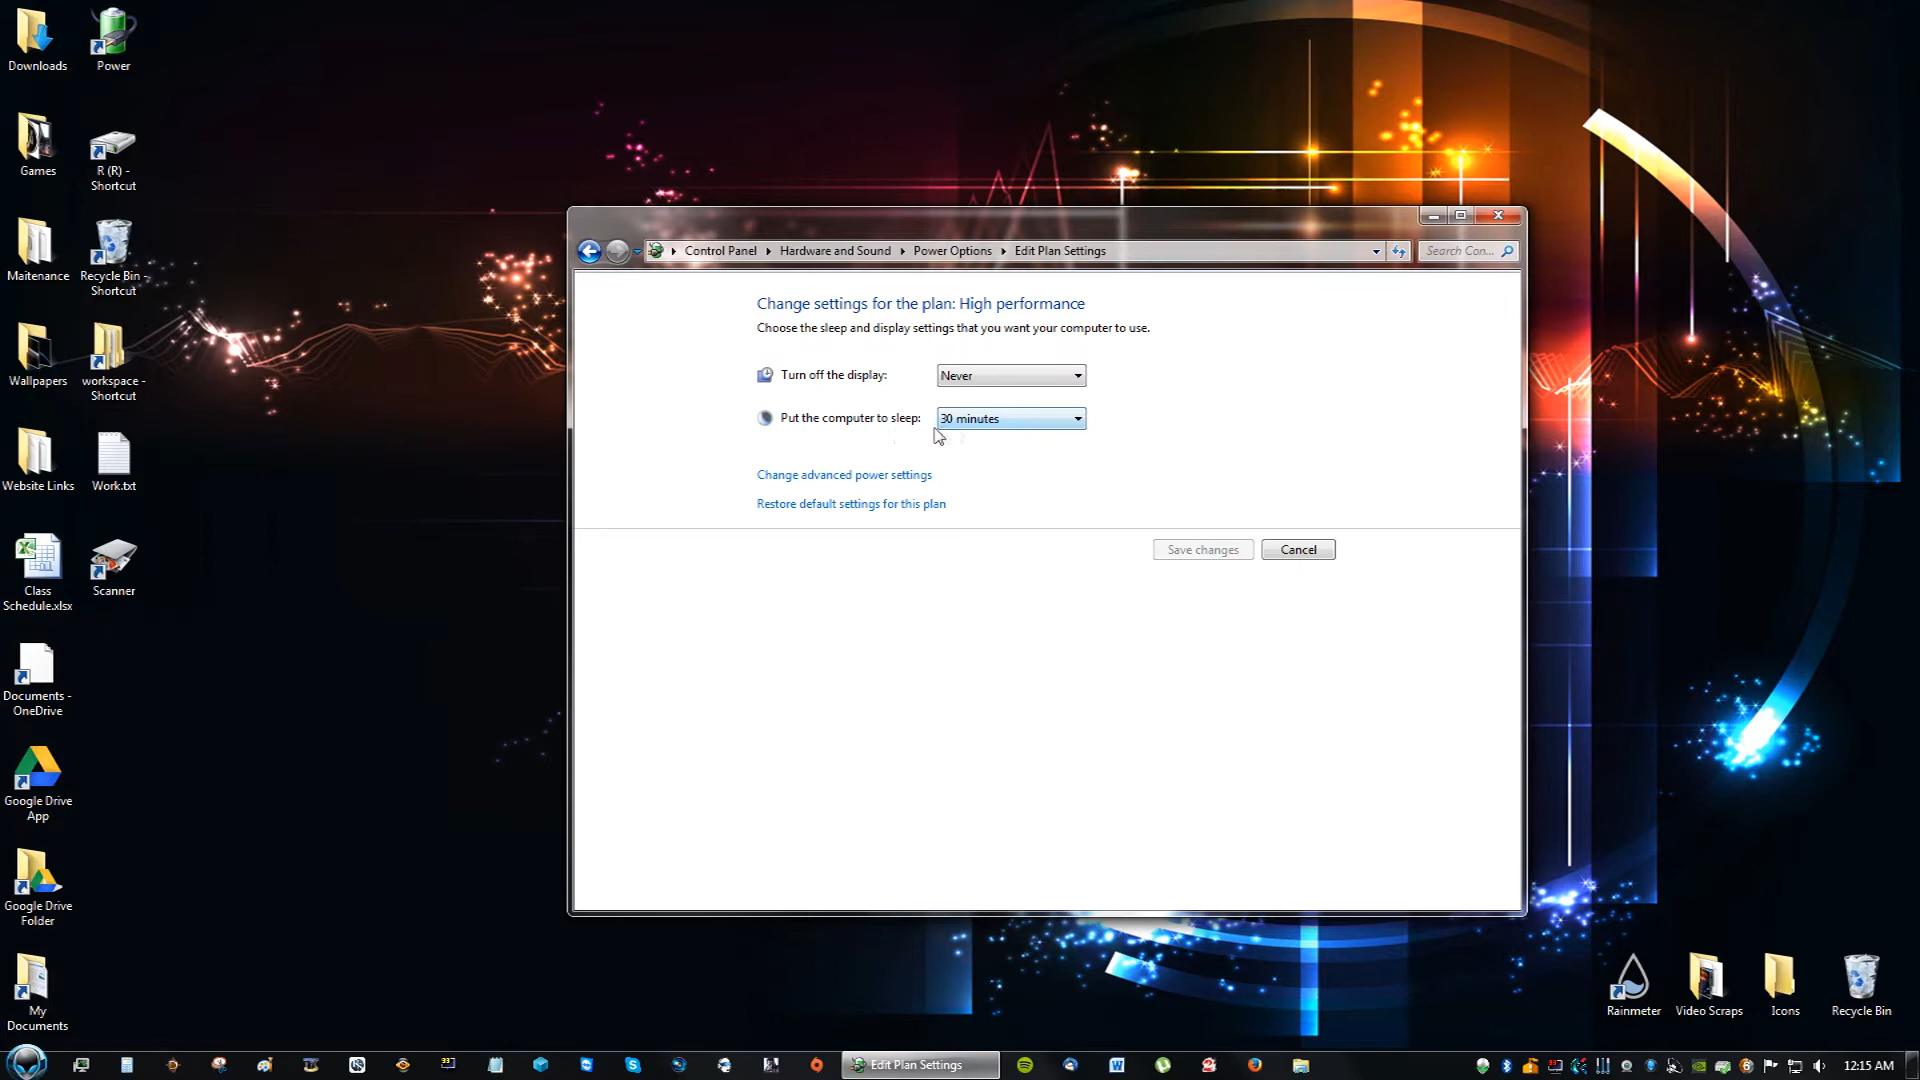 Downloads
Power
Games
R (R) -
Shortcut
Maitenance
Recycle Bin -
Shortcut
Wallpapers
workspace -
Shortcut
Website Links
Work.txt
Class
Schedule.xlsx
Scanner
Documents -
OneDrive
Google Drive
App
Google Drive
Folder
My
Documents
Control Panel
Hardware and Sound
Power Options
Edit Plan Settings
Search Con...
Change settings for the plan: High performance
Choose the sleep and display settings that you want your computer to use.
Turn off the display:
Never
Put the computer to sleep:
30 minutes
Change advanced power settings
Restore default settings for this plan
Save changes
Cancel
Rainmeter
Video Scraps
Icons
Recycle Bin
Edit Plan Settings
12:15 AM